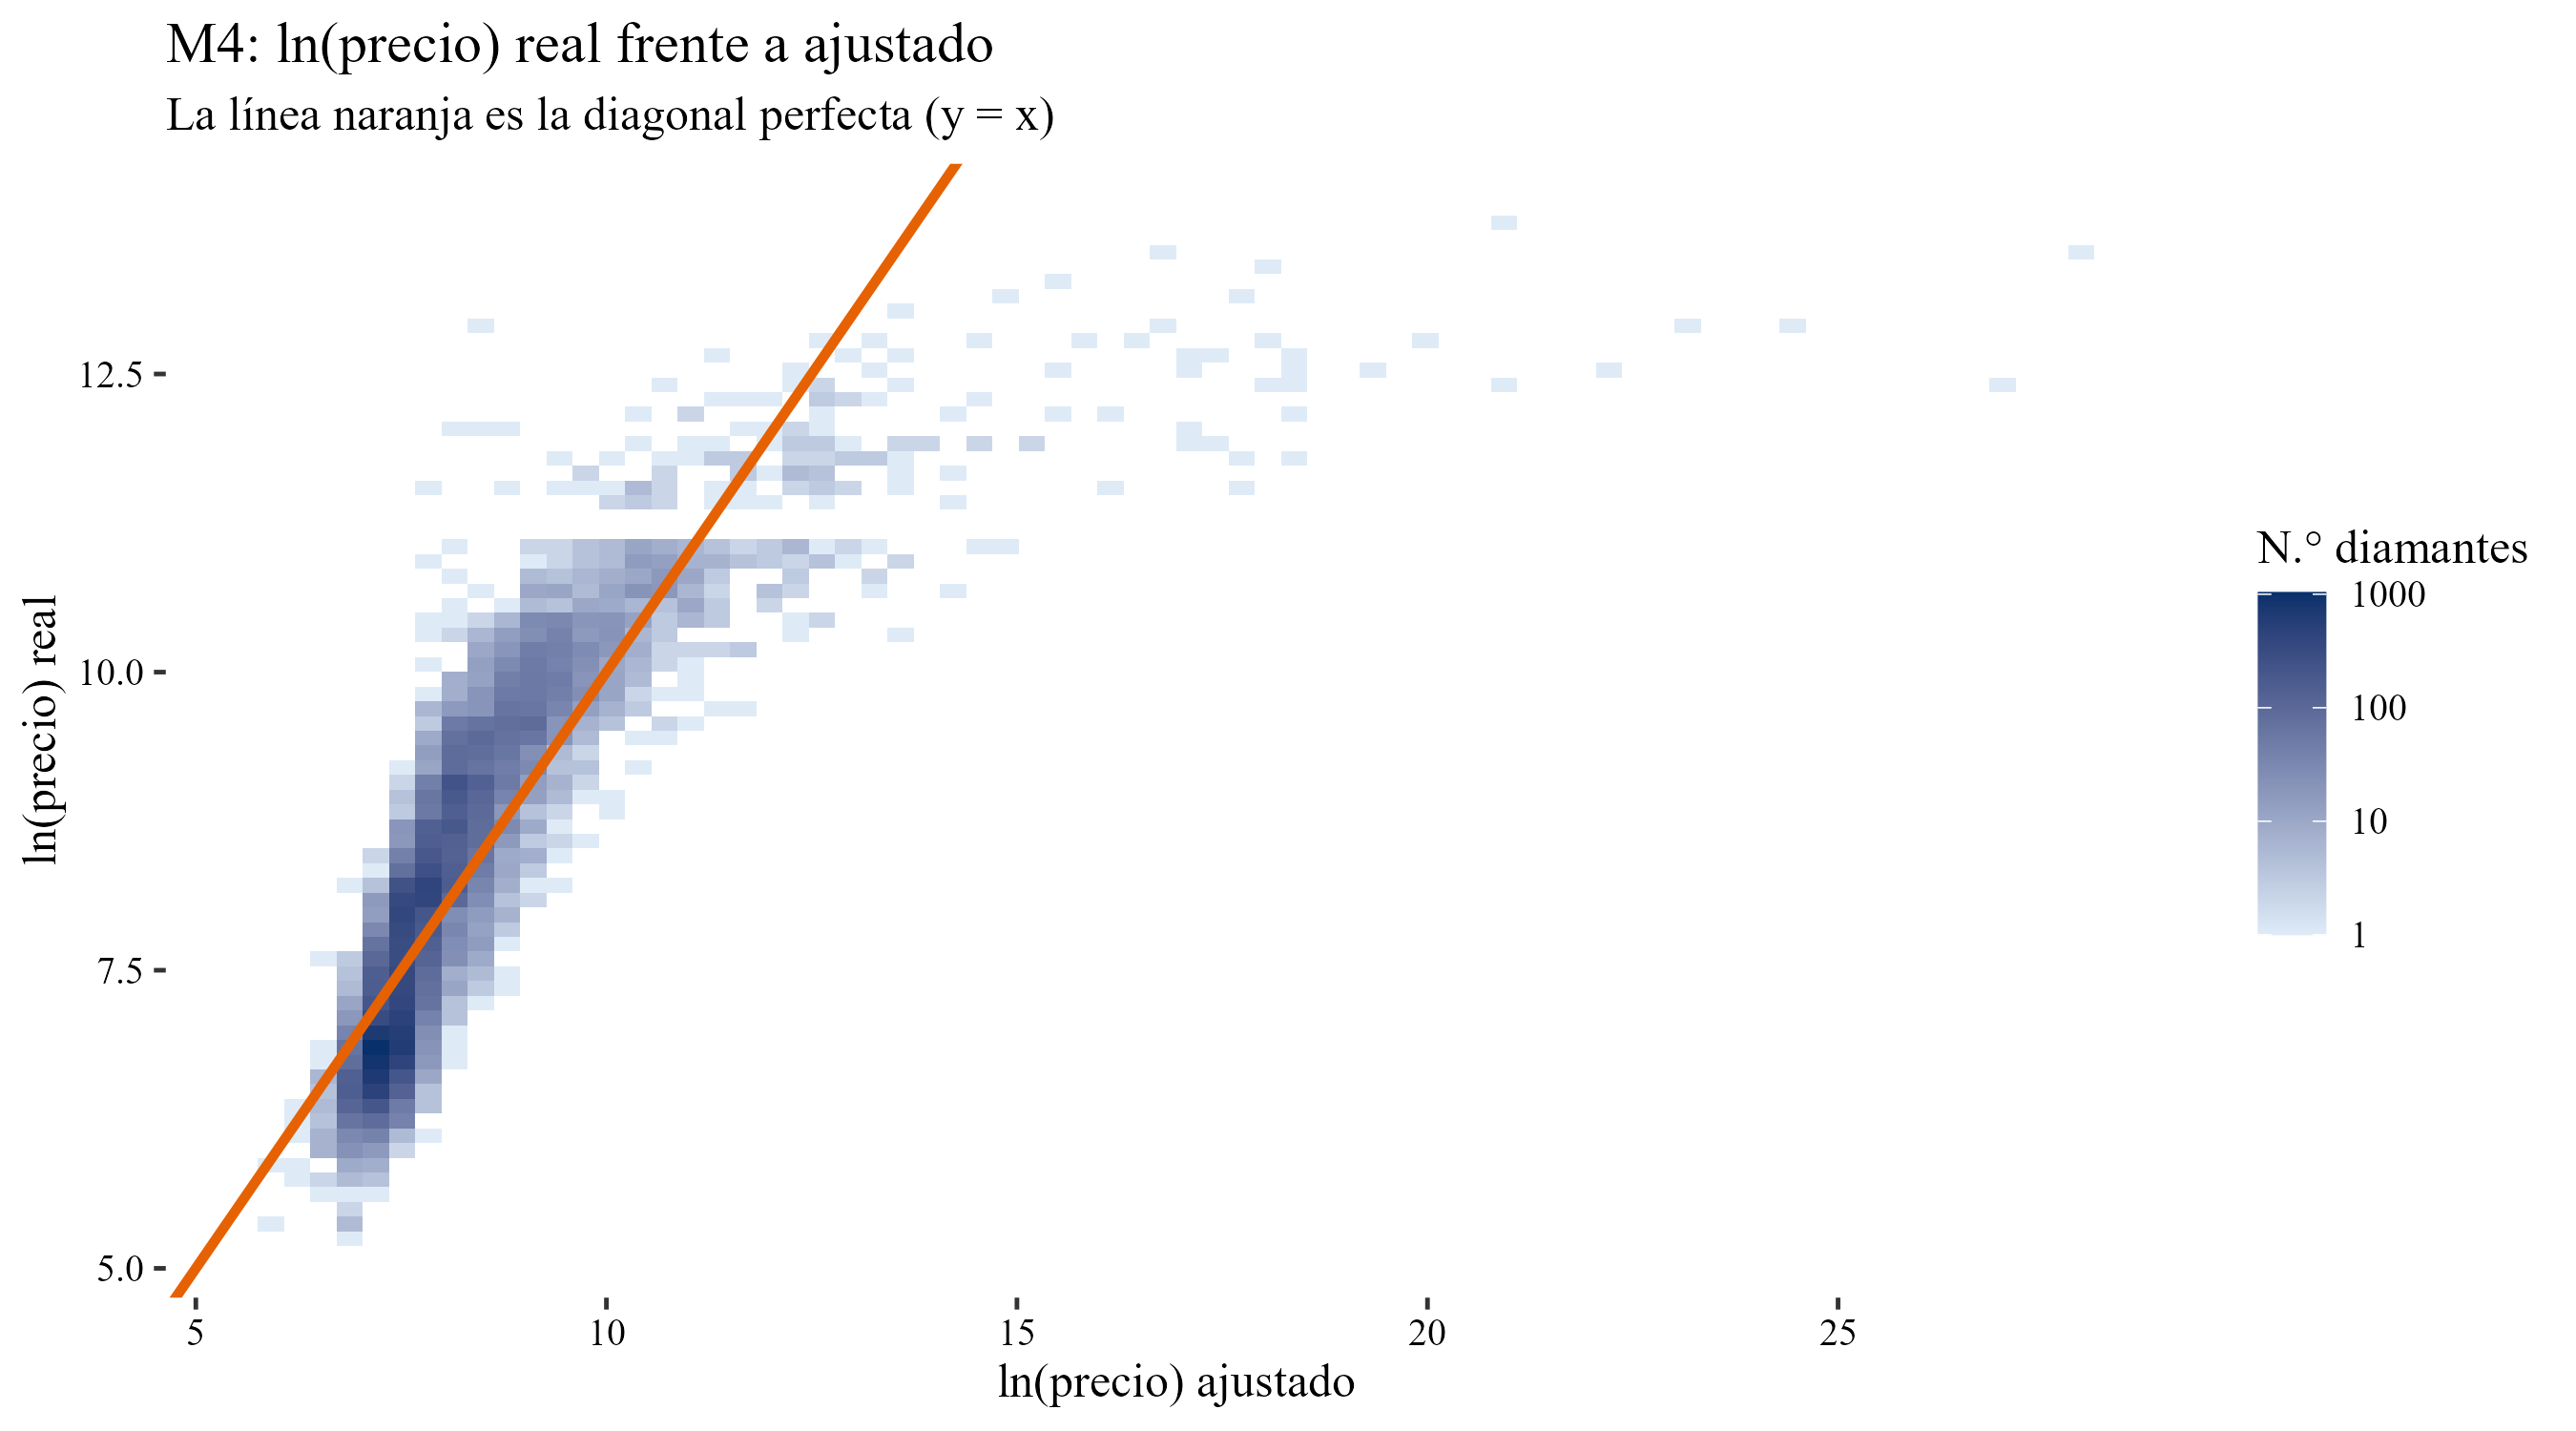 M4: ln(precio) real frente a ajustado
La línea naranja es la diagonal perfecta (y = x)
12.5
10.0
7.5
5.0
ln(precio) real
5
10
15
20
25
ln(precio) ajustado
N.° diamantes
1000
100
10
1